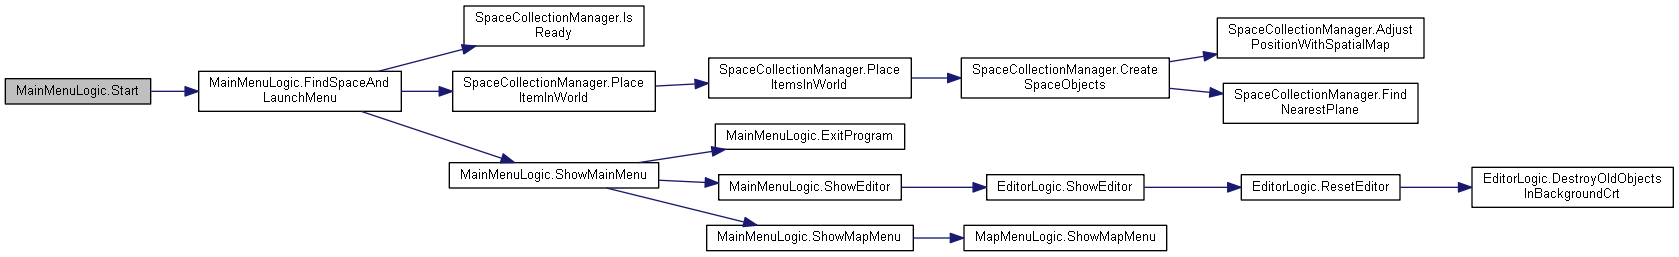 MainMenuLogic.Start
MainMenuLogic.FindSpaceAnd
LaunchMenu
SpaceCollectionManager.Is
Ready
SpaceCollectionManager.Place
ItemInWorld
SpaceCollectionManager.Place
ItemsInWorld
SpaceCollectionManager.Create
SpaceObjects
SpaceCollectionManager.Adjust
PositionWithSpatialMap
SpaceCollectionManager.Find
NearestPlane
MainMenuLogic.ShowMainMenu
MainMenuLogic.ExitProgram
MainMenuLogic.ShowEditor
EditorLogic.ShowEditor
EditorLogic.ResetEditor
EditorLogic.DestroyOldObjects
InBackgroundCrt
MainMenuLogic.ShowMapMenu
MapMenuLogic.ShowMapMenu